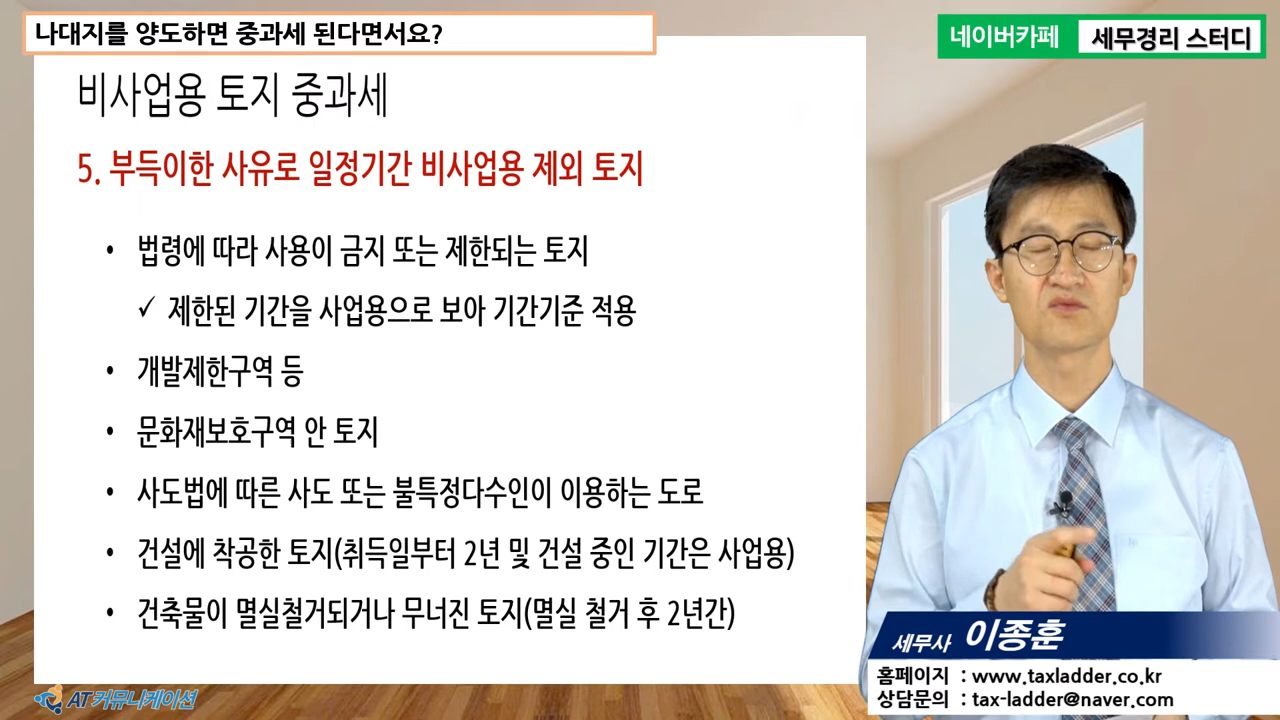 나대지를 양도하면 중과세 된다면서요?
네이버카페 세무경리 스터디
비사업용 토지 중과세
5. 부득이한 사유로 일정기간 비사업용 제외 토지
• 법령에 따라 사용이 금지 또는 제한되는 토지
✓ 제한된 기간을 사업용으로 보아 기간기준 적용
• 개발제한구역 등
• 문화재보호구역 안 토지
• 사도법에 따른 사도 또는 불특정다수인이 이용하는 도로
• 건설에 착공한 토지(취득일부터 2년 및 건설 중인 기간은 사업용)
• 건축물이 멸실철거되거나 무너진 토지(멸실 철거 후 2년간)
세무사 이종훈
홈페이지 : www.taxladder.co.kr
상담문의 : tax-ladder@naver.com
AT커뮤니케이션